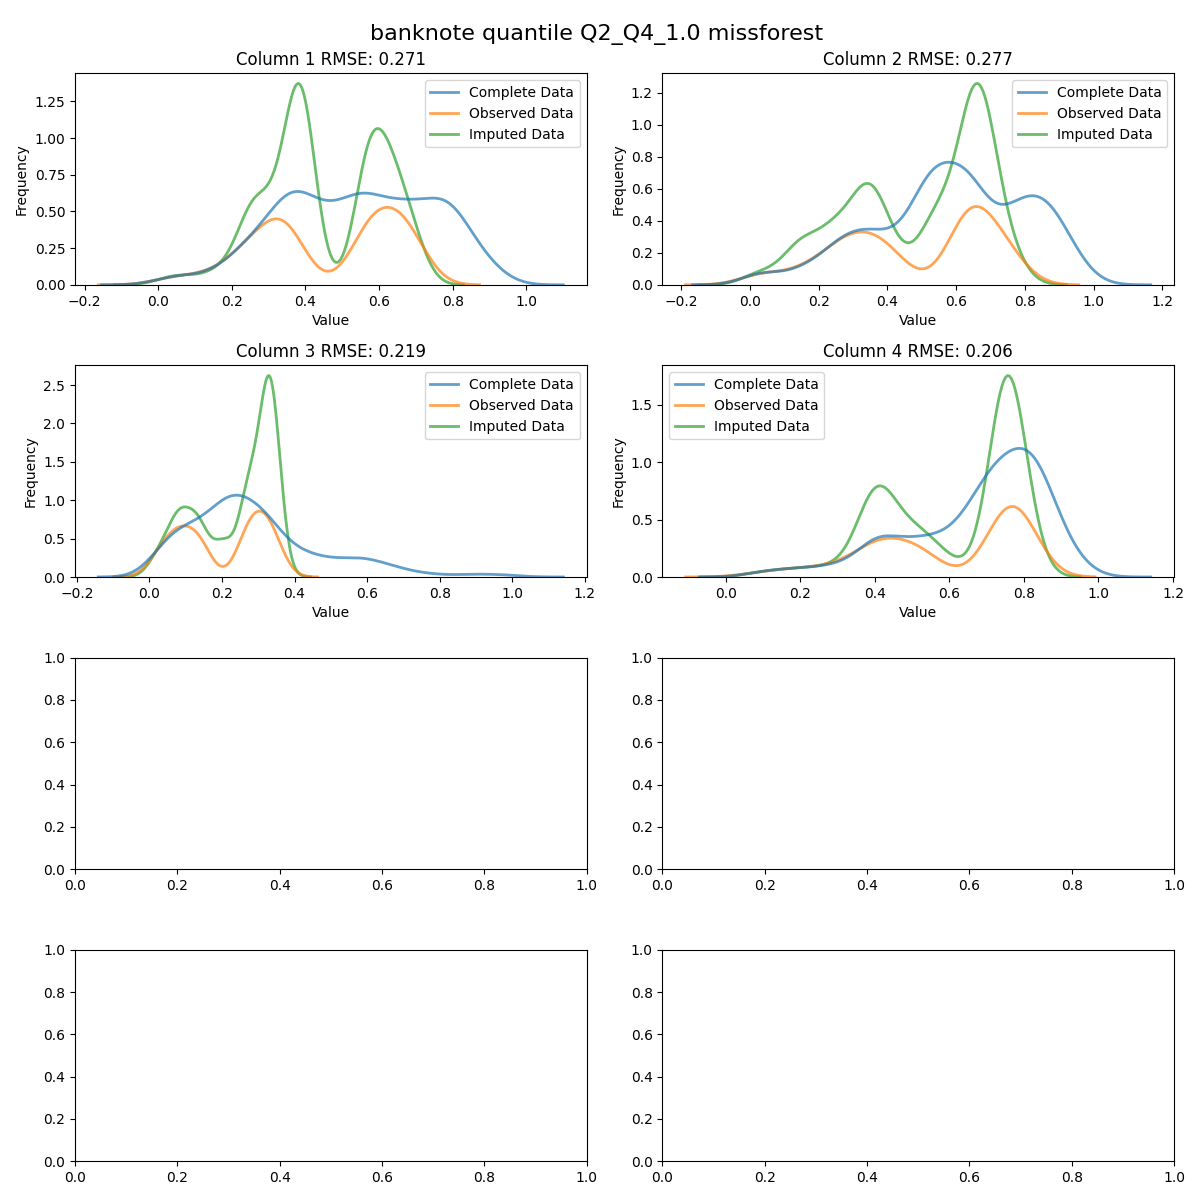 banknote quantile Q2_Q4_1.0 missforest
Column 1 RMSE: 0.271
Frequency
1.25
1.00
0.75
0.50
0.25
0.00
−0.2 0.0 0.2 0.4 0.6 0.8 1.0
Value
Complete Data
Observed Data
Imputed Data
Column 2 RMSE: 0.277
Frequency
1.2
1.0
0.8
0.6
0.4
0.2
0.0
−0.2 0.0 0.2 0.4 0.6 0.8 1.0 1.2
Value
Complete Data
Observed Data
Imputed Data
Column 3 RMSE: 0.219
Frequency
2.5
2.0
1.5
1.0
0.5
0.0
−0.2 0.0 0.2 0.4 0.6 0.8 1.0 1.2
Value
Complete Data
Observed Data
Imputed Data
Column 4 RMSE: 0.206
Frequency
1.5
1.0
0.5
0.0
0.0 0.2 0.4 0.6 0.8 1.0 1.2
Value
Complete Data
Observed Data
Imputed Data
1.0
0.8
0.6
0.4
0.2
0.0
0.0 0.2 0.4 0.6 0.8 1.0
1.0
0.8
0.6
0.4
0.2
0.0
0.0 0.2 0.4 0.6 0.8 1.0
1.0
0.8
0.6
0.4
0.2
0.0
0.0 0.2 0.4 0.6 0.8 1.0
1.0
0.8
0.6
0.4
0.2
0.0
0.0 0.2 0.4 0.6 0.8 1.0